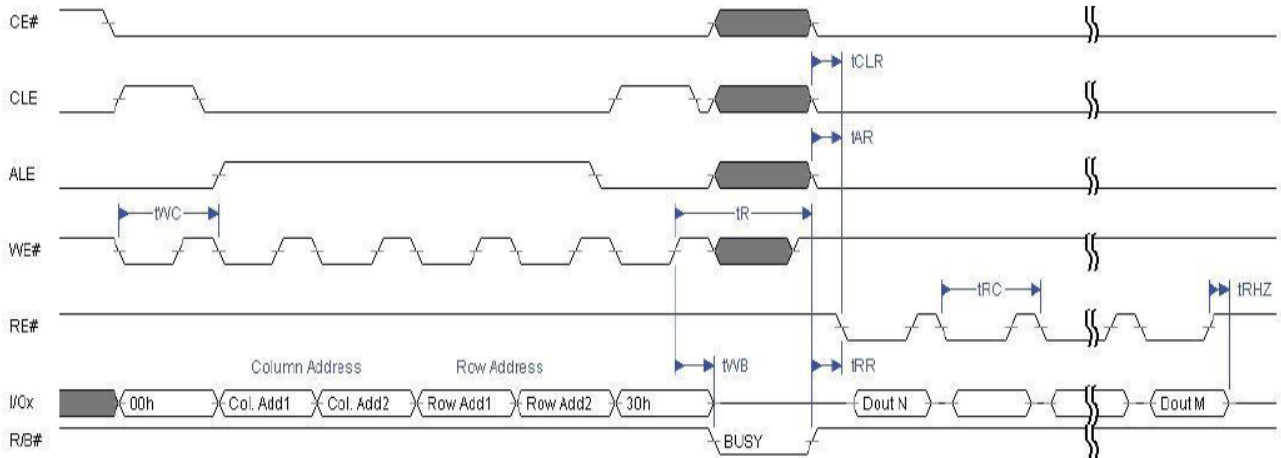 CE#
tCLR
CLE
tAR
ALE
tWC
tR
WE#
tRC
tRHZ
RE#
Column Address Row Address
tWB
tRR
I/Ox
00h Col. Add1 Col. Add2 Row Add1 Row Add2 30h Dout N Dout M
R/B#
BUSY